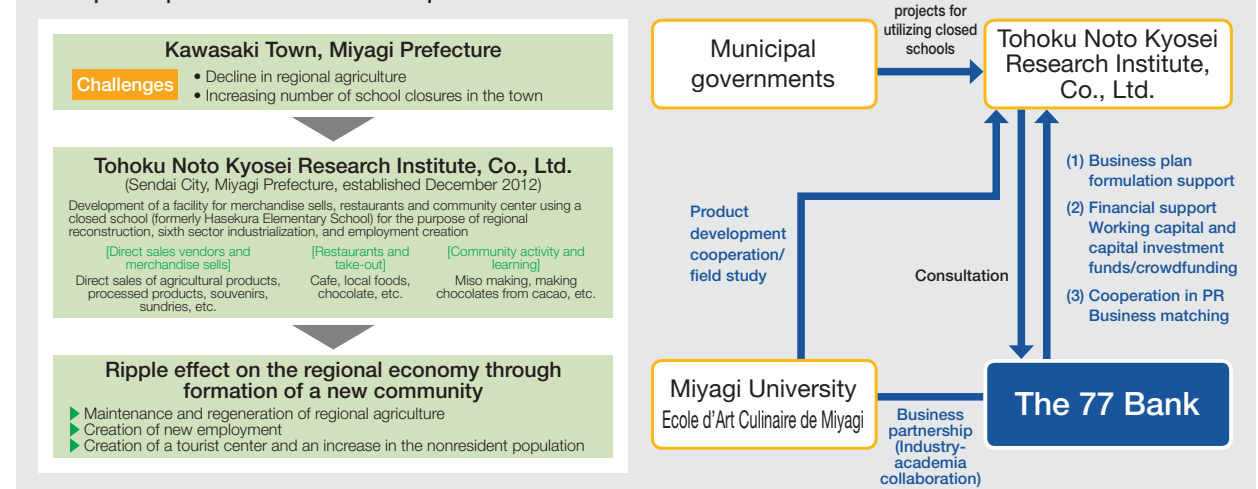 Kawasaki Town, Miyagi Prefecture
Challenges
• Decline in regional agriculture
• Increasing number of school closures in the town
Tohoku Noto Kyosei Research Institute, Co., Ltd.
(Sendai City, Miyagi Prefecture, established December 2012)
Development of a facility for merchandise sells, restaurants and community center using a
closed school (formerly Hasekura Elementary School) for the purpose of regional
reconstruction, sixth sector industrialization, and employment creation
[Direct sales vendors and
merchandise sells]
Direct sales of agricultural products,
processed products, souvenirs,
sundries, etc.
[Restaurants and
take-out]
Cafe, local foods,
chocolate, etc.
[Community activity and
learning]
Miso making, making
chocolates from cacao, etc.
Ripple effect on the regional economy through
formation of a new community
Maintenance and regeneration of regional agriculture
Creation of new employment
Creation of a tourist center and an increase in the nonresident population
Municipal
governments
projects for
utilizing closed
schools
Tohoku Noto Kyosei
Research Institute,
Co., Ltd.
Product
development
cooperation/
field study
Consultation
(1) Business plan
formulation support
(2) Financial support
Working capital and
capital investment
funds/crowdfunding
(3) Cooperation in PR
Business matching
Miyagi University
Ecole d'Art Culinaire de Miyagi
Business
partnership
(Industry-
academia
collaboration)
The 77 Bank